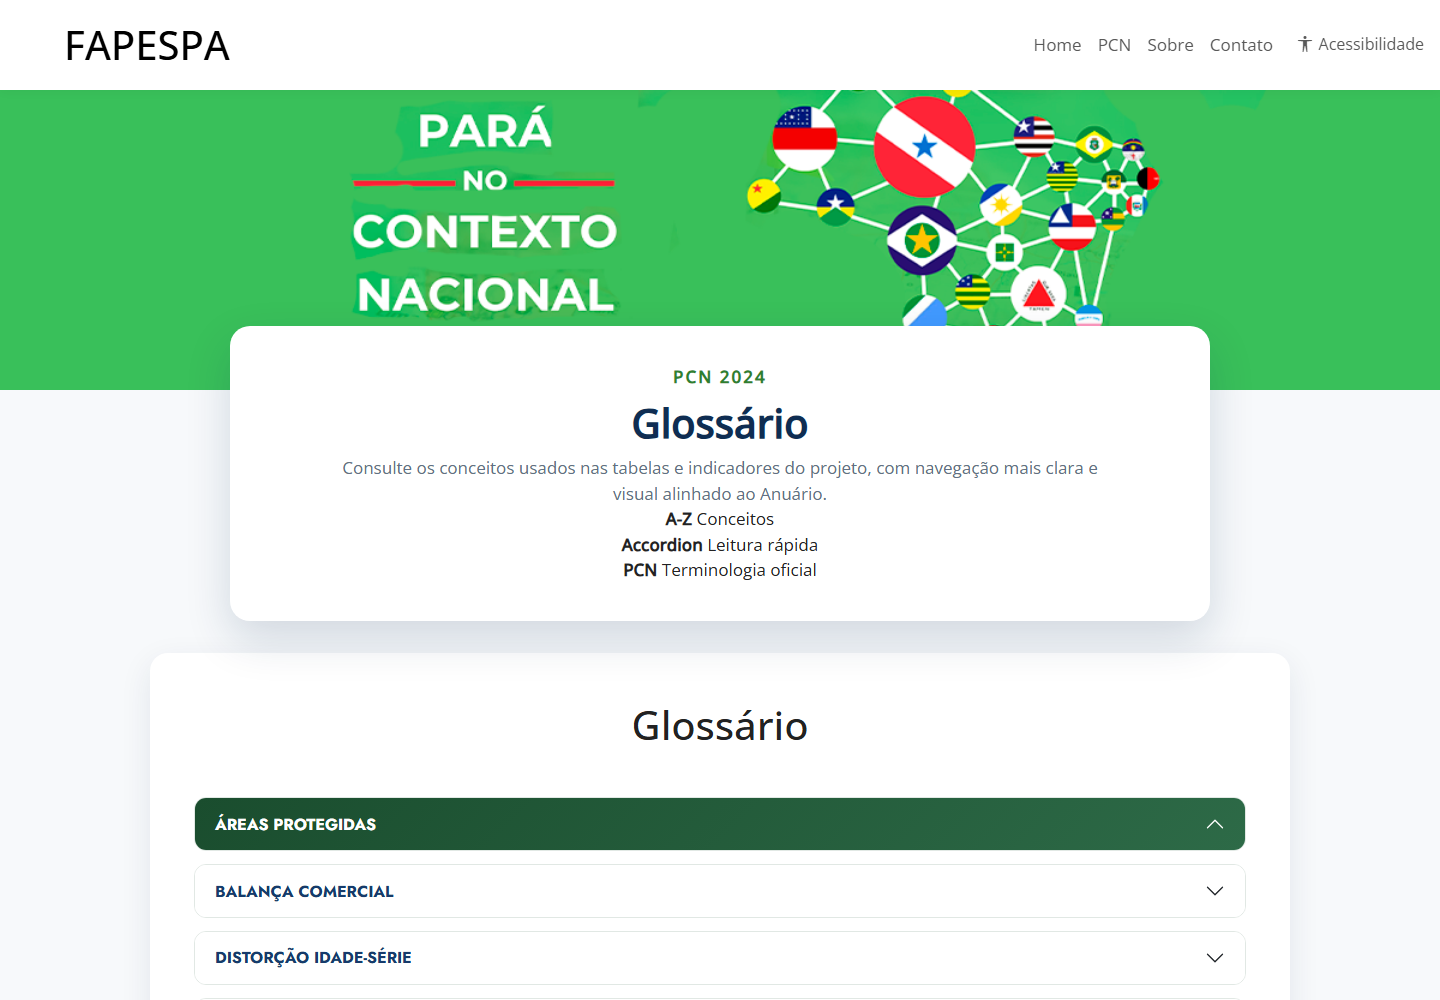 FAPESPA
Home PCN Sobre Contato Acessibilidade
PARÁ
NO
CONTEXTO
NACIONAL
PCN 2024
Glossário
Consulte os conceitos usados nas tabelas e indicadores do projeto, com navegação mais clara e
visual alinhado ao Anuário.
A-Z Conceitos
Accordion Leitura rápida
PCN Terminologia oficial
Glossário
ÁREAS PROTEGIDAS
BALANÇA COMERCIAL
DISTORÇÃO IDADE-SÉRIE